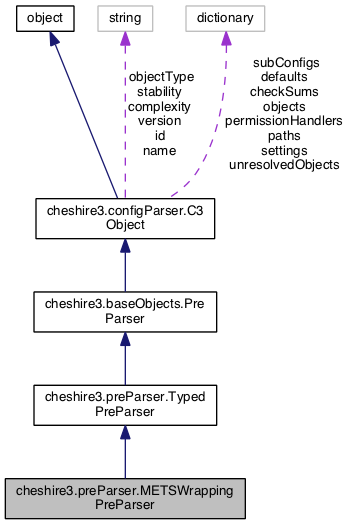 object
string
dictionary
objectType
stability
complexity
version
id
name
subConfigs
defaults
checkSums
objects
permissionHandlers
paths
settings
unresolvedObjects
cheshire3.configParser.C3
Object
cheshire3.baseObjects.Pre
Parser
cheshire3.preParser.Typed
PreParser
cheshire3.preParser.METSWrapping
PreParser